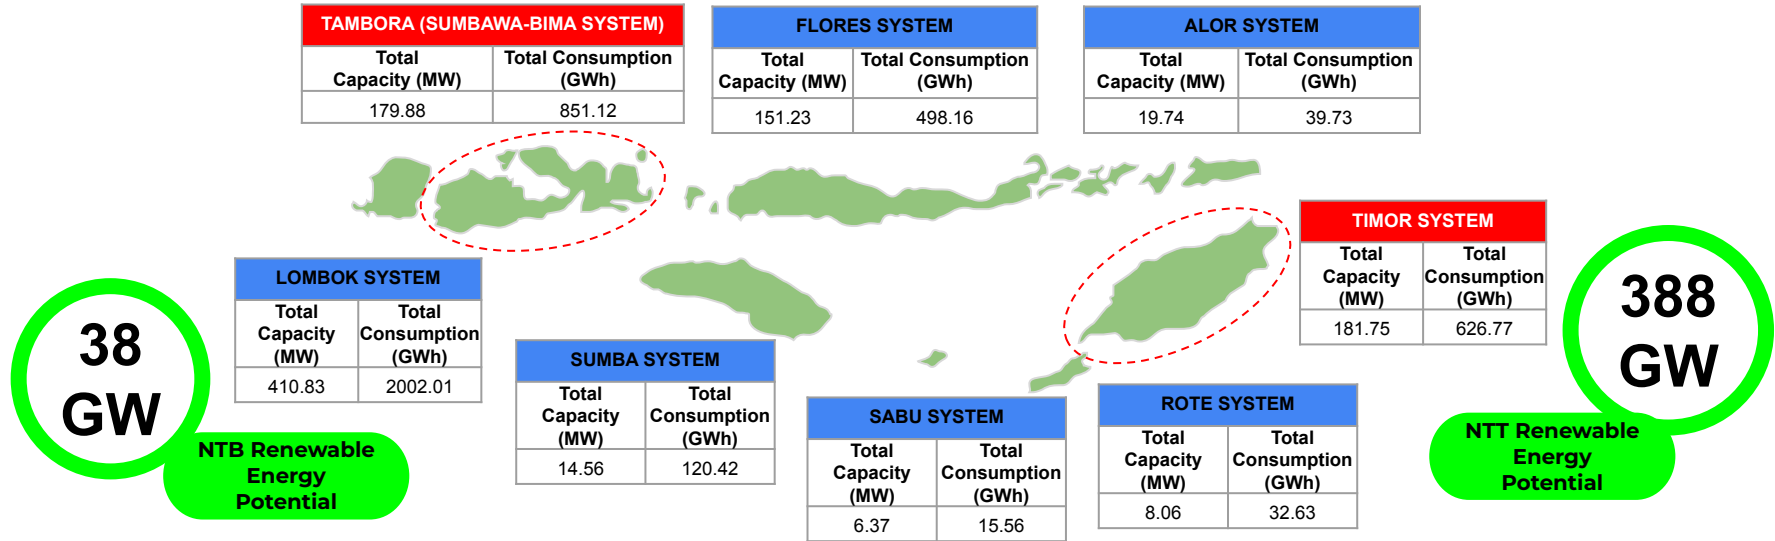 TAMBORA (SUMBAWA-BIMA SYSTEM)
Total Capacity (MW)
Total Consumption (GWh)
179.88
851.12
FLORES SYSTEM
Total Capacity (MW)
Total Consumption (GWh)
151.23
498.16
ALOR SYSTEM
Total Capacity (MW)
Total Consumption (GWh)
19.74
39.73
TIMOR SYSTEM
Total Capacity (MW)
Total Consumption (GWh)
181.75
626.77
LOMBOK SYSTEM
Total Capacity (MW)
Total Consumption (GWh)
410.83
2002.01
SUMBA SYSTEM
Total Capacity (MW)
Total Consumption (GWh)
14.56
120.42
SABU SYSTEM
Total Capacity (MW)
Total Consumption (GWh)
6.37
15.56
ROTE SYSTEM
Total Capacity (MW)
Total Consumption (GWh)
8.06
32.63
38
GW
NTB Renewable
Energy
Potential
388
GW
NTT Renewable
Energy
Potential